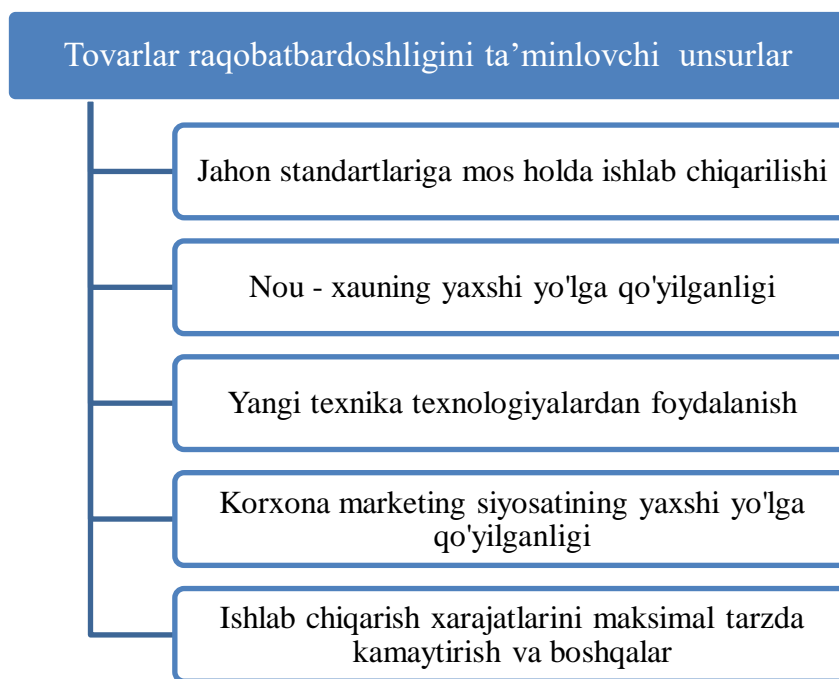 Tovarlar raqobatbardoshligini ta’minlovchi unsurlar
Jahon standartlariga mos holda ishlab chiqarilishi
Nou - xauning yaxshi yo'lga qo'yilganligi
Yangi texnika texnologiyalardan foydalanish
Korxona marketing siyosatining yaxshi yo'lga
qo'yilganligi
Ishlab chiqarish xarajatlarini maksimal tarzda
kamaytirish va boshqalar